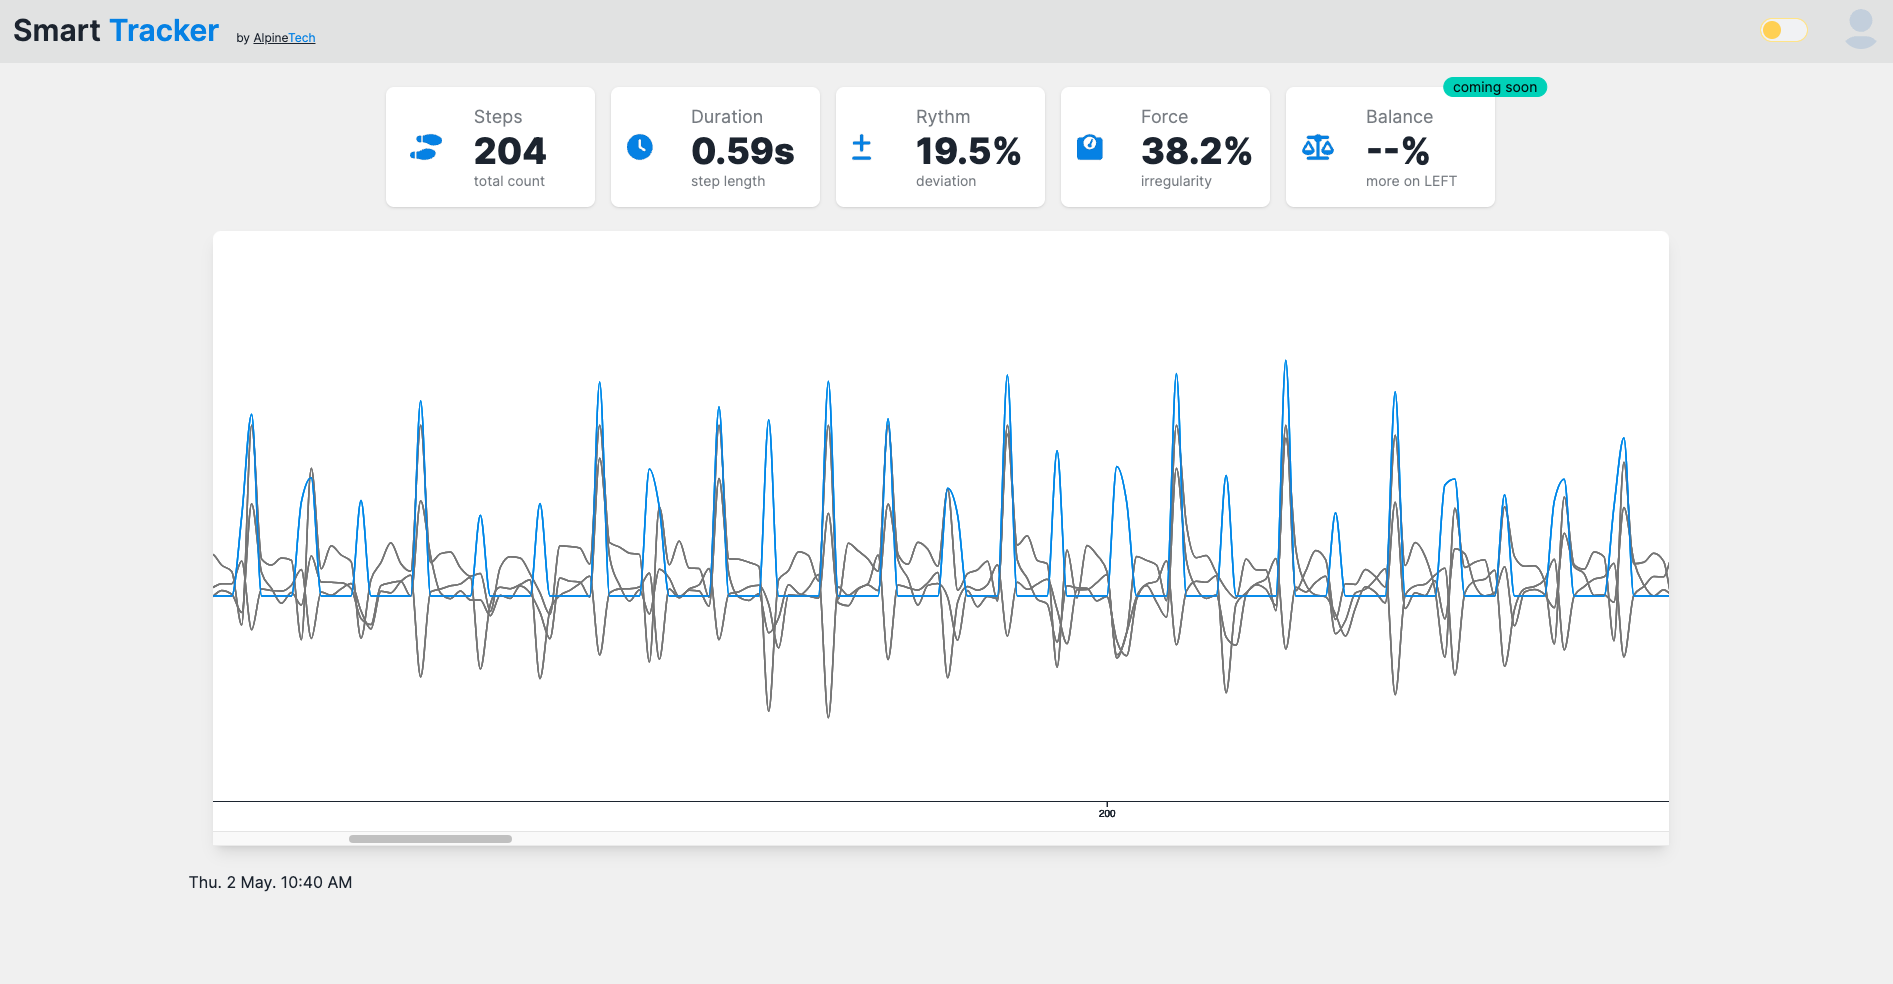 Smart Tracker by AlpineTech
coming soon
Steps
204
total count
Duration
0.59s
step length
Rythm
19.5%
deviation
Force
38.2%
irregularity
Balance
--%
more on LEFT
200
Thu. 2 May. 10:40 AM